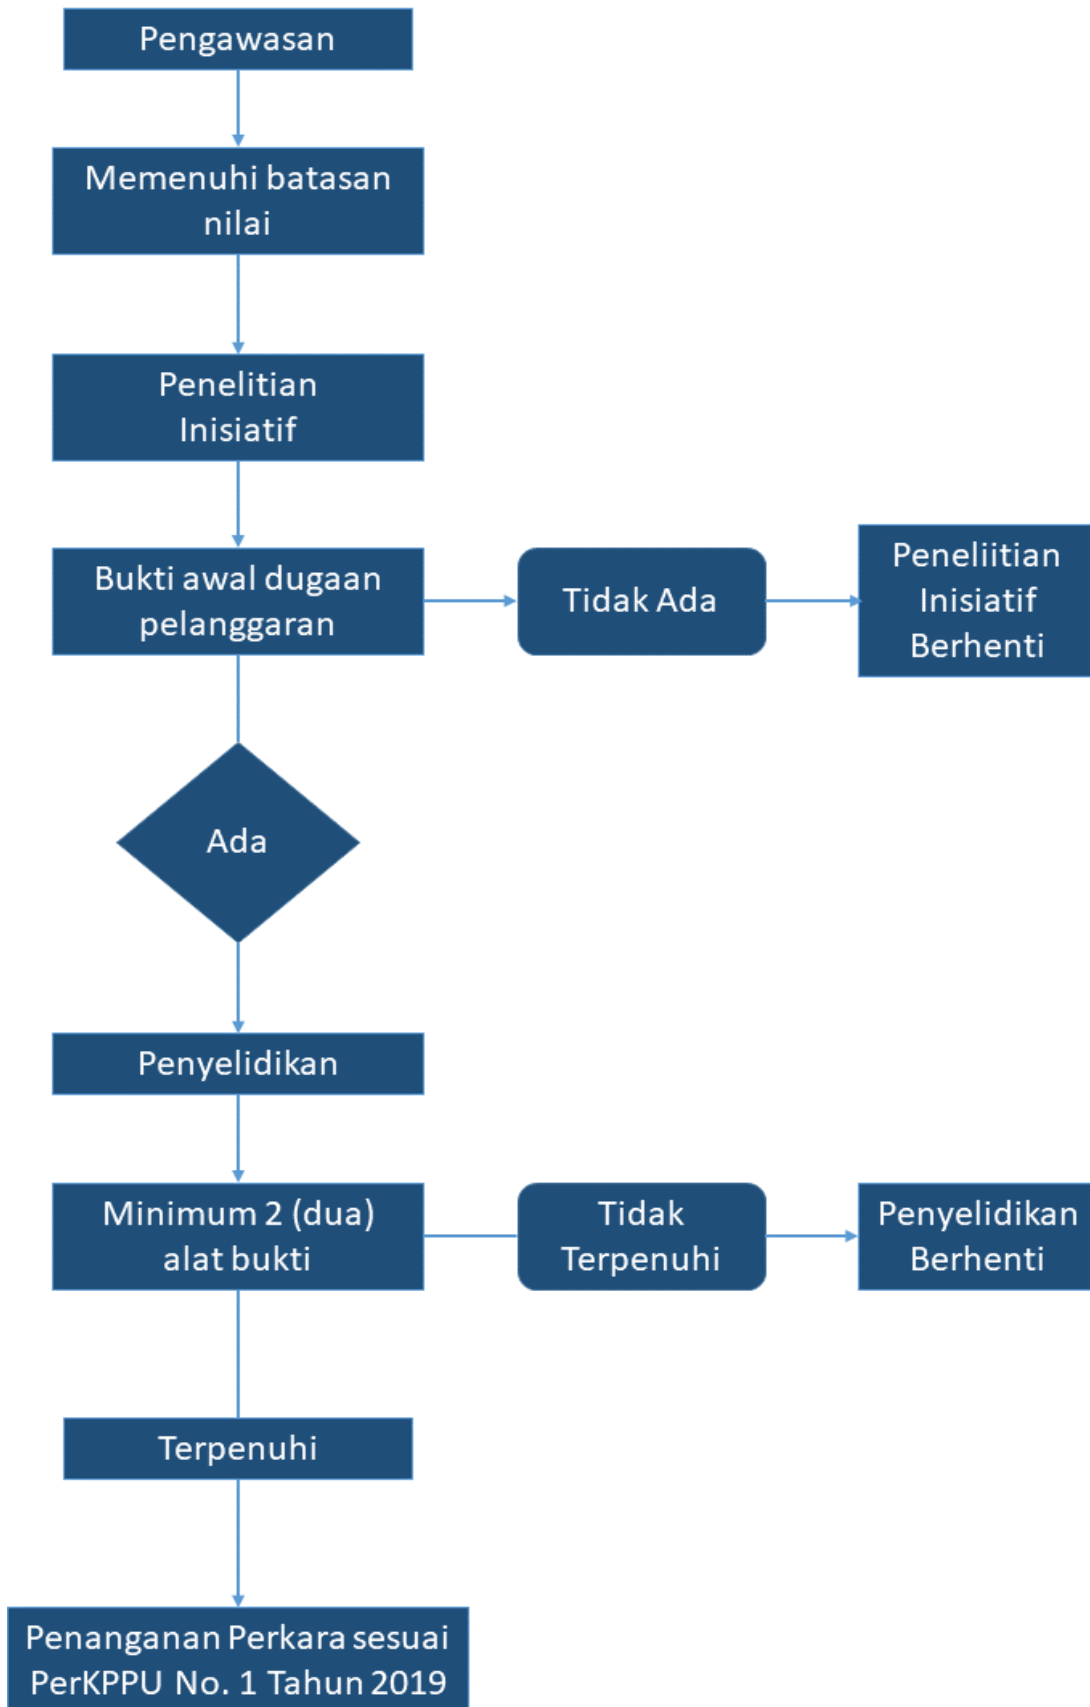 Pengawasan
Memenuhi batasan
nilai
Penelitian
Inisiatif
Bukti awal dugaan
pelanggaran
Tidak Ada
Peneliitian
Inisiatif
Berhenti
Ada
Penyelidikan
Minimum 2 (dua)
alat bukti
Tidak
Terpenuhi
Penyelidikan
Berhenti
Terpenuhi
Penanganan Perkara sesuai
PerKPPU No. 1 Tahun 2019